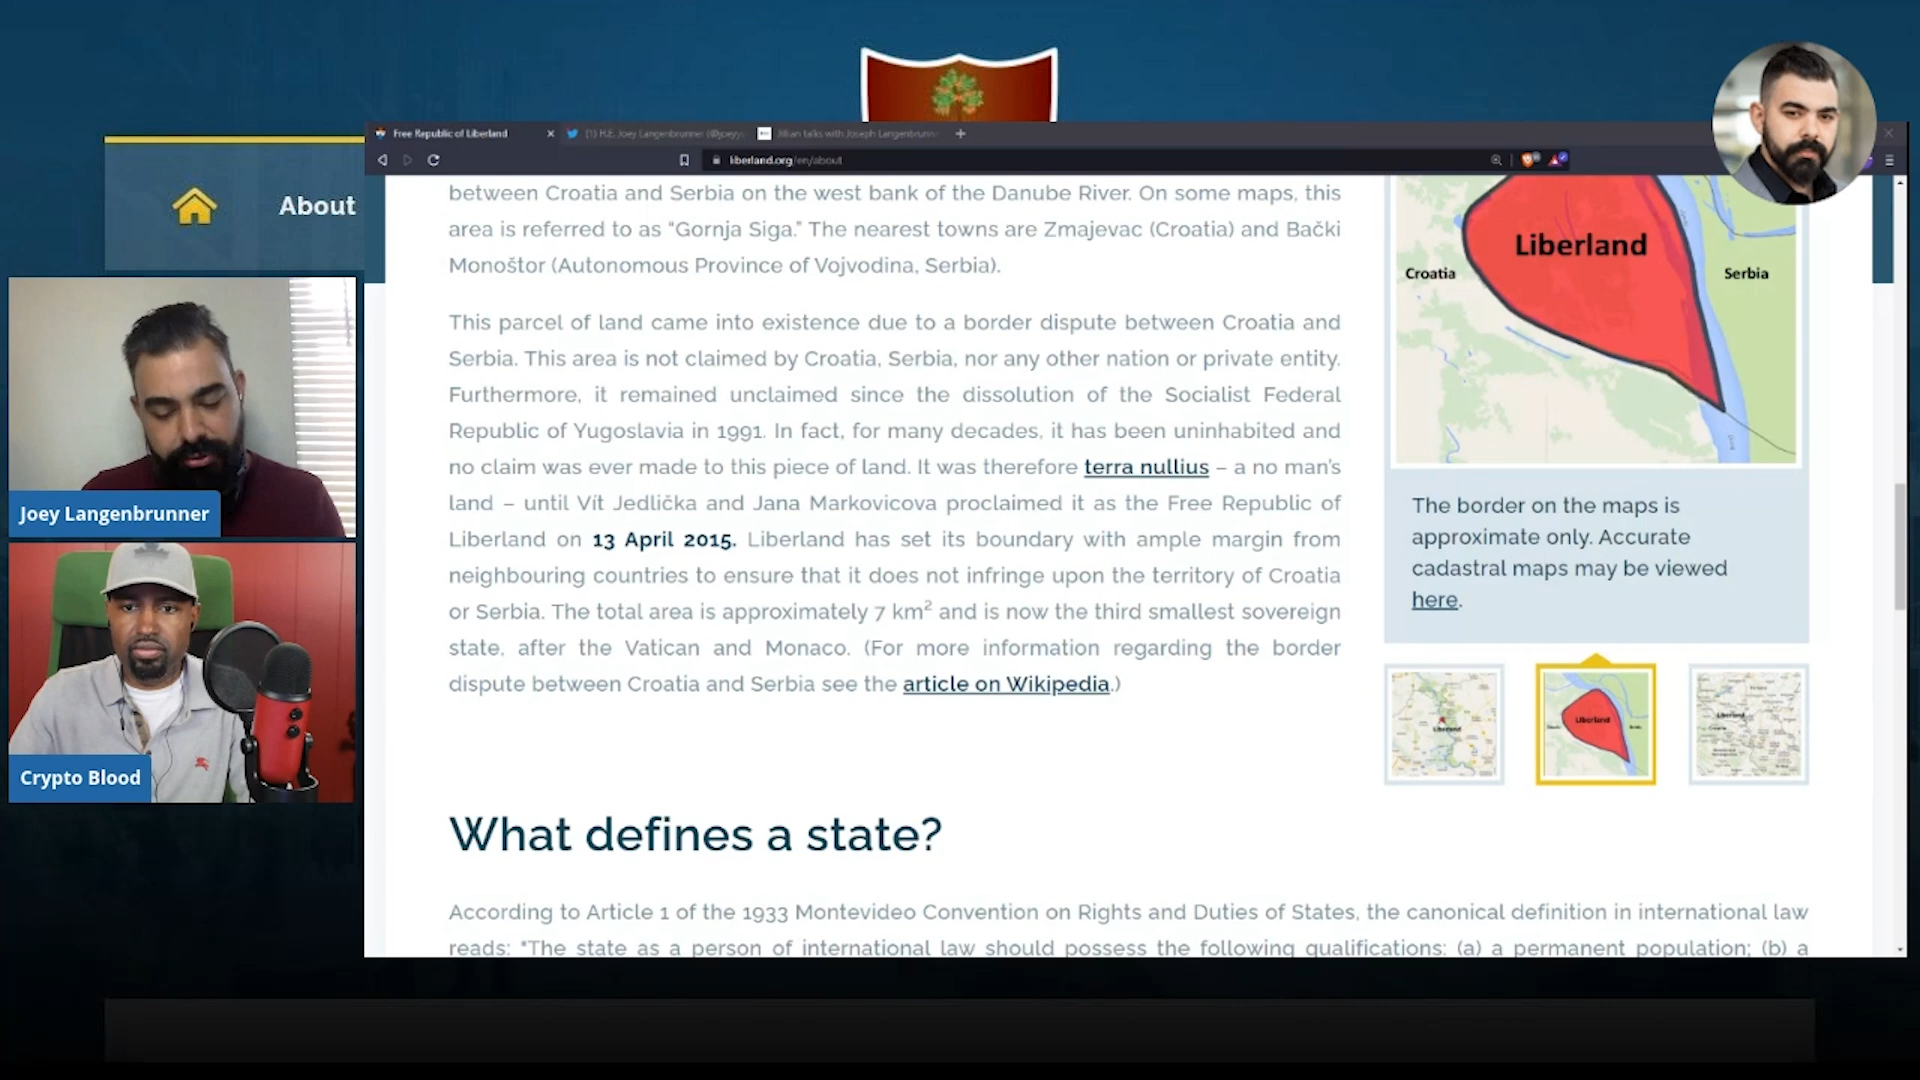 Free Republic of Liberland
(1) H.E. Joey Langenbrunner (@joeyy
Jillian talks with Joseph Langenbrunn
liberland.org/en/about
About
between Croatia and Serbia on the west bank of the Danube River. On some maps, this
area is referred to as “Gornja Siga.” The nearest towns are Zmajevac (Croatia) and Bački
Monoštor (Autonomous Province of Vojvodina, Serbia).
This parcel of land came into existence due to a border dispute between Croatia and
Serbia. This area is not claimed by Croatia, Serbia, nor any other nation or private entity.
Furthermore, it remained unclaimed since the dissolution of the Socialist Federal
Republic of Yugoslavia in 1991. In fact, for many decades, it has been uninhabited and
no claim was ever made to this piece of land. It was therefore terra nullius – a no man’s
land – until Vít Jedlička and Jana Markovicova proclaimed it as the Free Republic of
Liberland on 13 April 2015. Liberland has set its boundary with ample margin from
neighbouring countries to ensure that it does not infringe upon the territory of Croatia
or Serbia. The total area is approximately 7 km² and is now the third smallest sovereign
state, after the Vatican and Monaco. (For more information regarding the border
dispute between Croatia and Serbia see the article on Wikipedia.)
Liberland
Croatia
Serbia
The border on the maps is
approximate only. Accurate
cadastral maps may be viewed
here.
Liberland
Liberland
Liberland
What defines a state?
According to Article 1 of the 1933 Montevideo Convention on Rights and Duties of States, the canonical definition in international law
reads: “The state as a person of international law should possess the following qualifications: (a) a permanent population; (b) a
Joey Langenbrunner
Crypto Blood